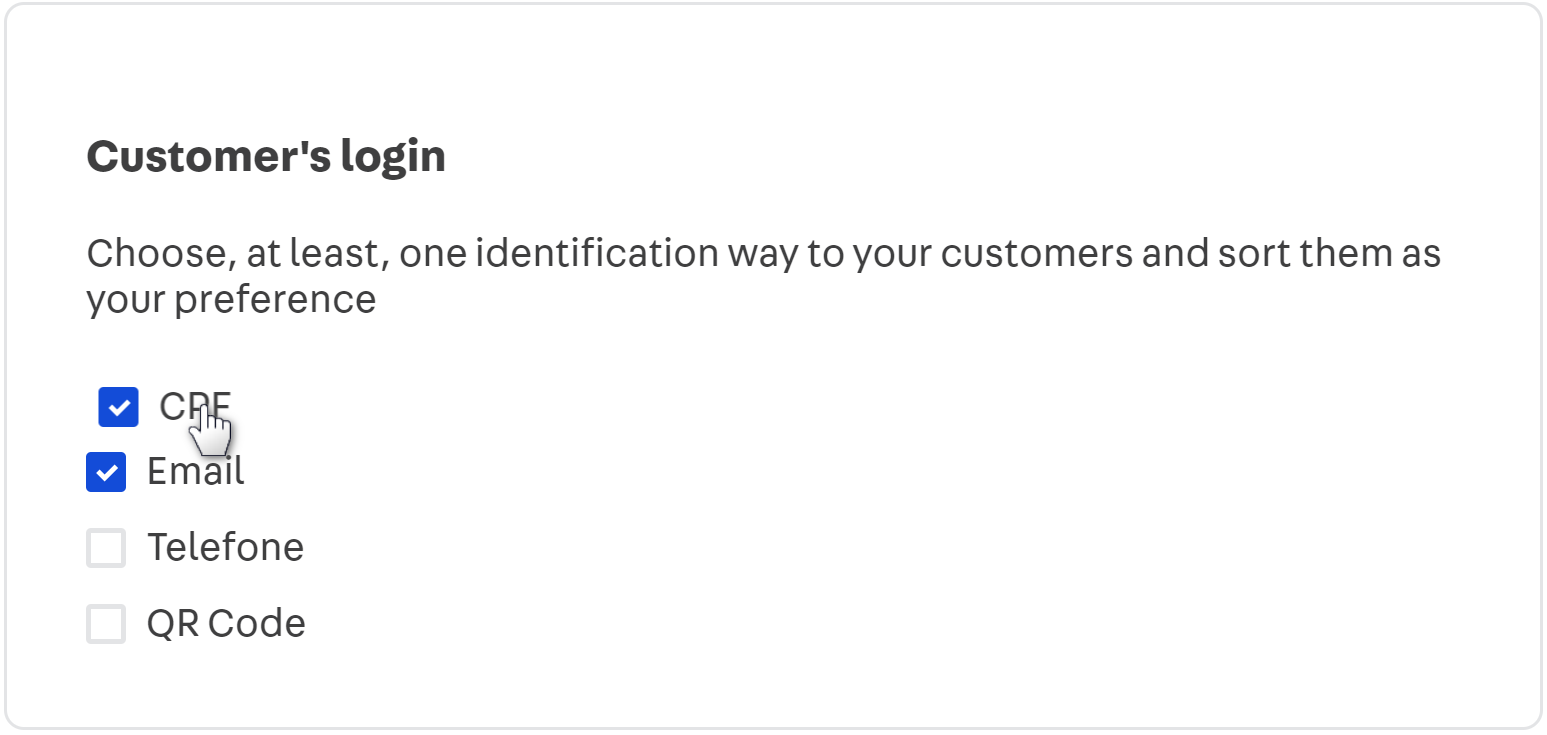 Customer's login
Choose, at least, one identification way to your customers and sort them as
your preference
CPF
Email
Telefone
QR Code